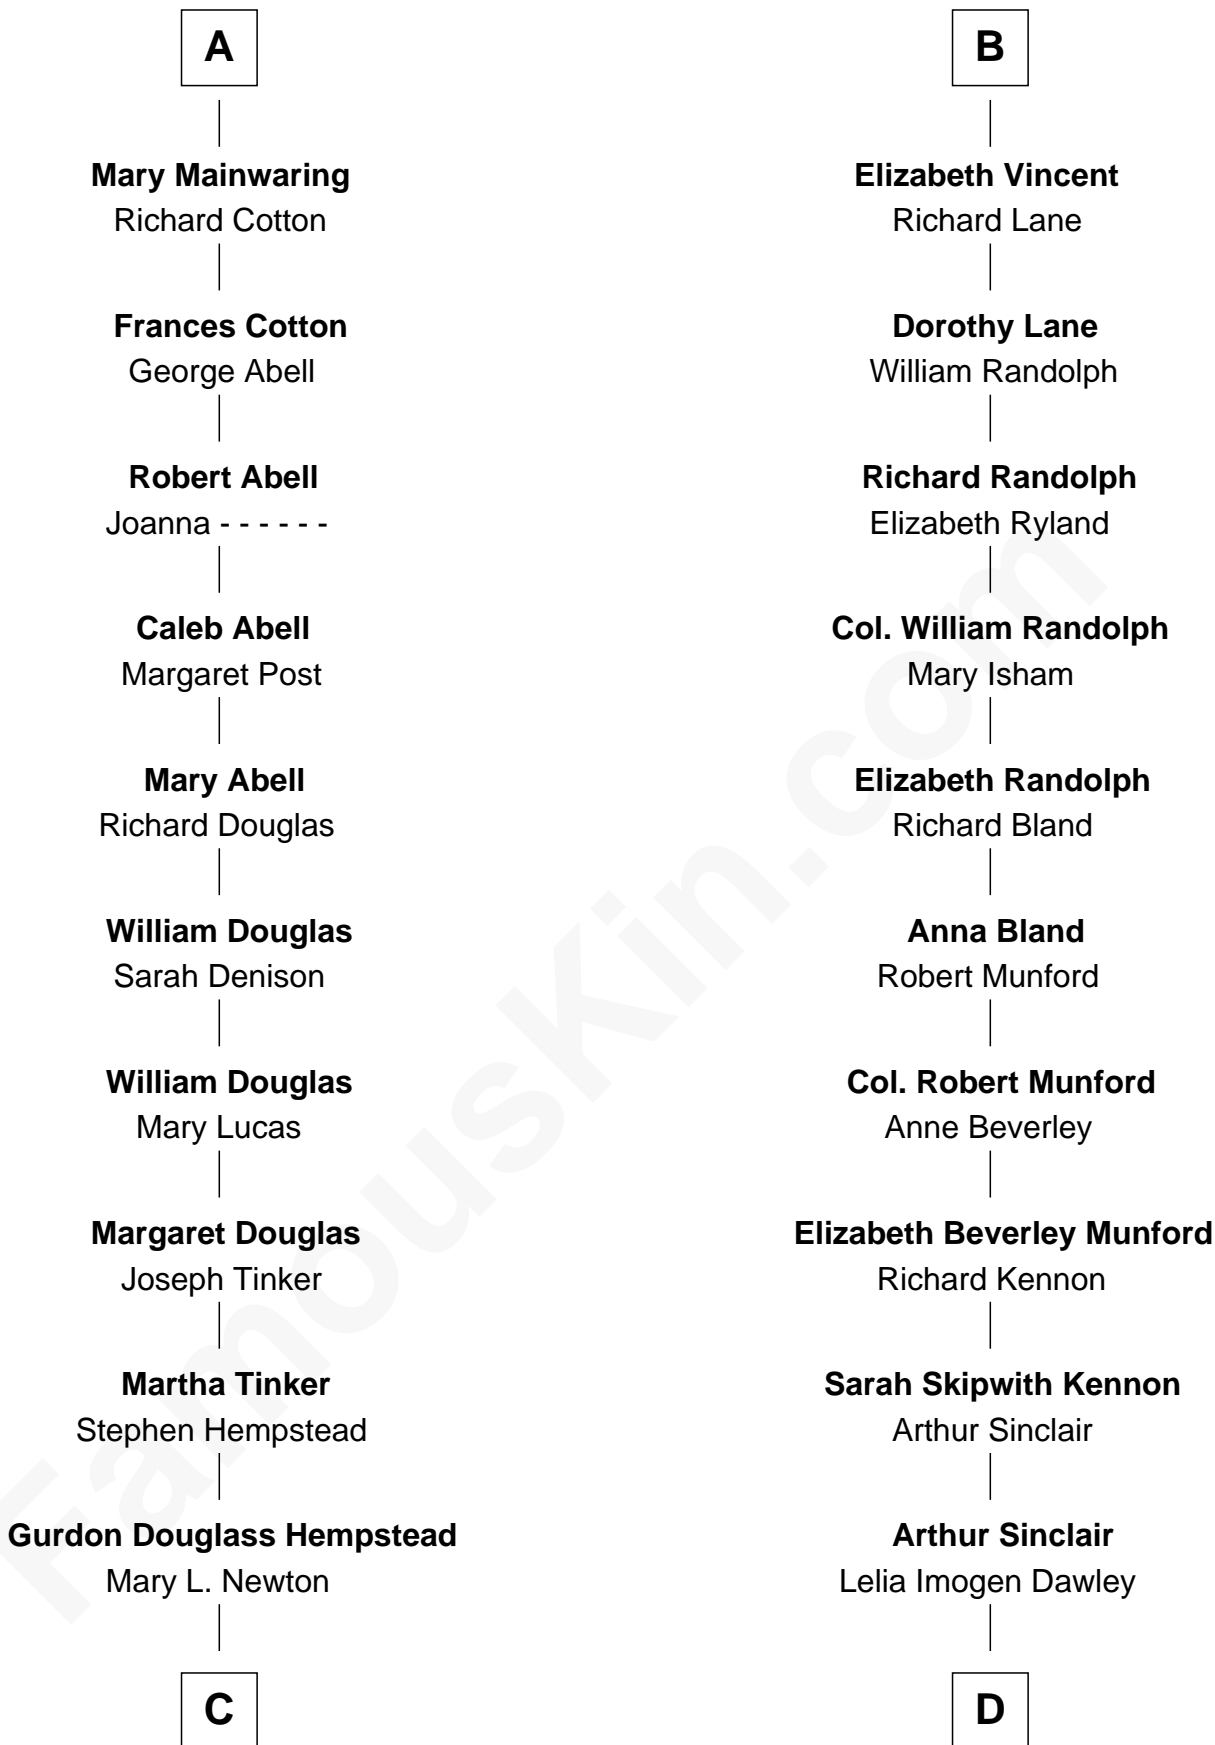 A
Mary Mainwaring
Richard Cotton
Frances Cotton
George Abell
Robert Abell
Joanna - - - - - -
Caleb Abell
Margaret Post
Mary Abell
Richard Douglas
William Douglas
Sarah Denison
William Douglas
Mary Lucas
Margaret Douglas
Joseph Tinker
Martha Tinker
Stephen Hempstead
Gurdon Douglass Hempstead
Mary L. Newton
C
B
Elizabeth Vincent
Richard Lane
Dorothy Lane
William Randolph
Richard Randolph
Elizabeth Ryland
Col. William Randolph
Mary Isham
Elizabeth Randolph
Richard Bland
Anna Bland
Robert Munford
Col. Robert Munford
Anne Beverley
Elizabeth Beverley Munford
Richard Kennon
Sarah Skipwith Kennon
Arthur Sinclair
Arthur Sinclair
Lelia Imogen Dawley
D
FamousKin.com